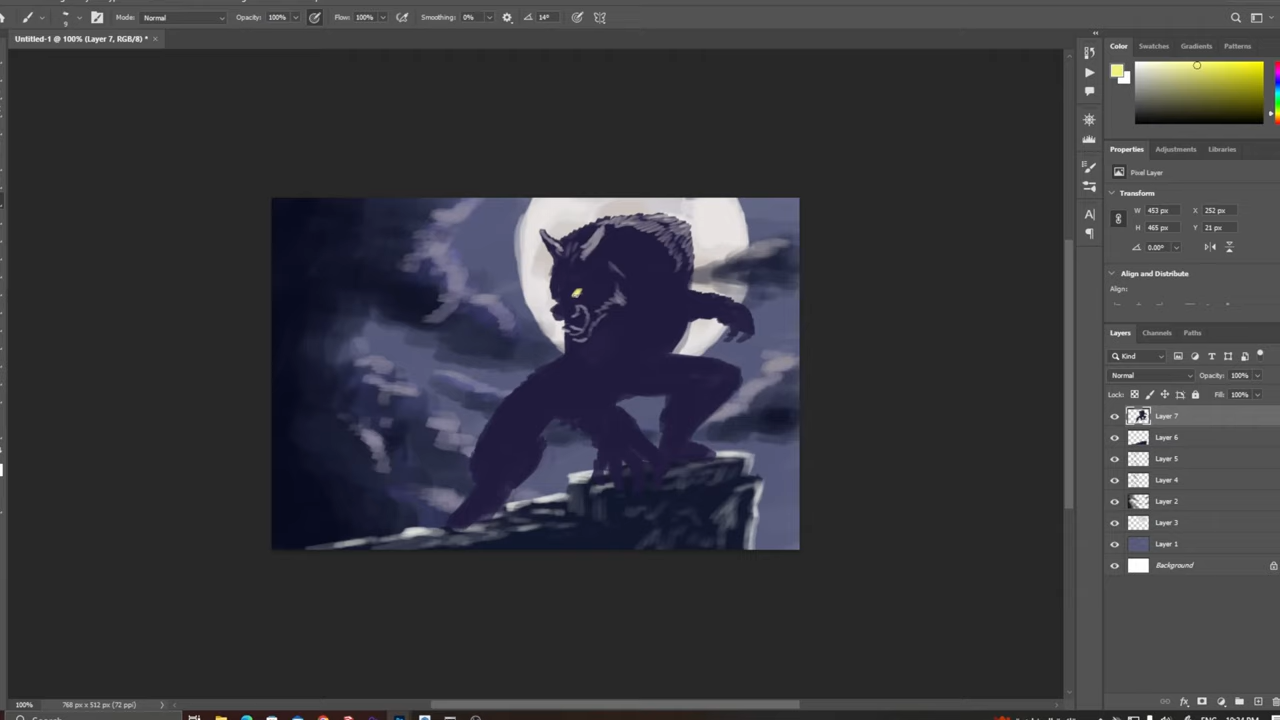 Mode: Normal Opacity: 100% Flow: 100% Smoothing: 0% 14°
Untitled-1 @ 100% (Layer 7, RGB/8) * ×
Color Swatches Gradients Patterns
Properties Adjustments Libraries
Pixel Layer
Transform
W 453 px X 252 px
H 465 px Y 21 px
0.00°
Align and Distribute
Align:
Layers Channels Paths
Kind
Normal Opacity: 100%
Lock: Fill: 100%
Layer 7
Layer 6
Layer 5
Layer 4
Layer 2
Layer 3
Layer 1
Background
fx
100% 768 px x 512 px (72 ppi)